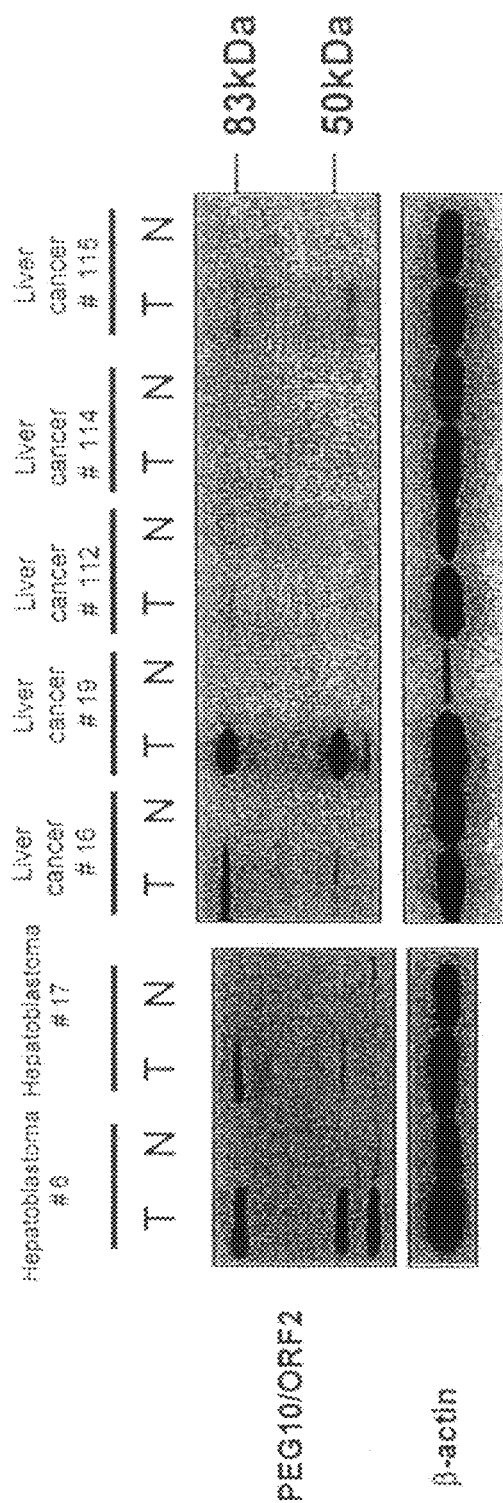 Hepatoblastoma
#6
Hepatoblastoma
#17
Liver
cancer
#16
Liver
cancer
#19
Liver
cancer
# 112
Liver
cancer
# 114
Liver
cancer
# 115
T N T N T N T N T N T N T N
PEG10/ORF2
83kDa
50kDa
β-actin